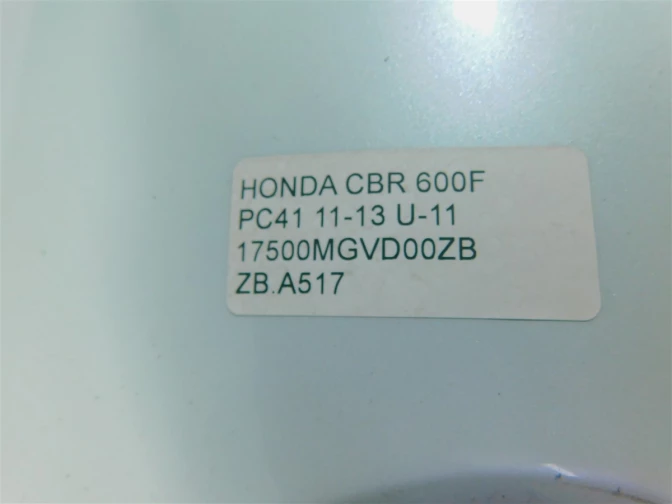 HONDA CBR 600F
PC41 11-13 U-11
17500MGVD00ZB
ZB.A517